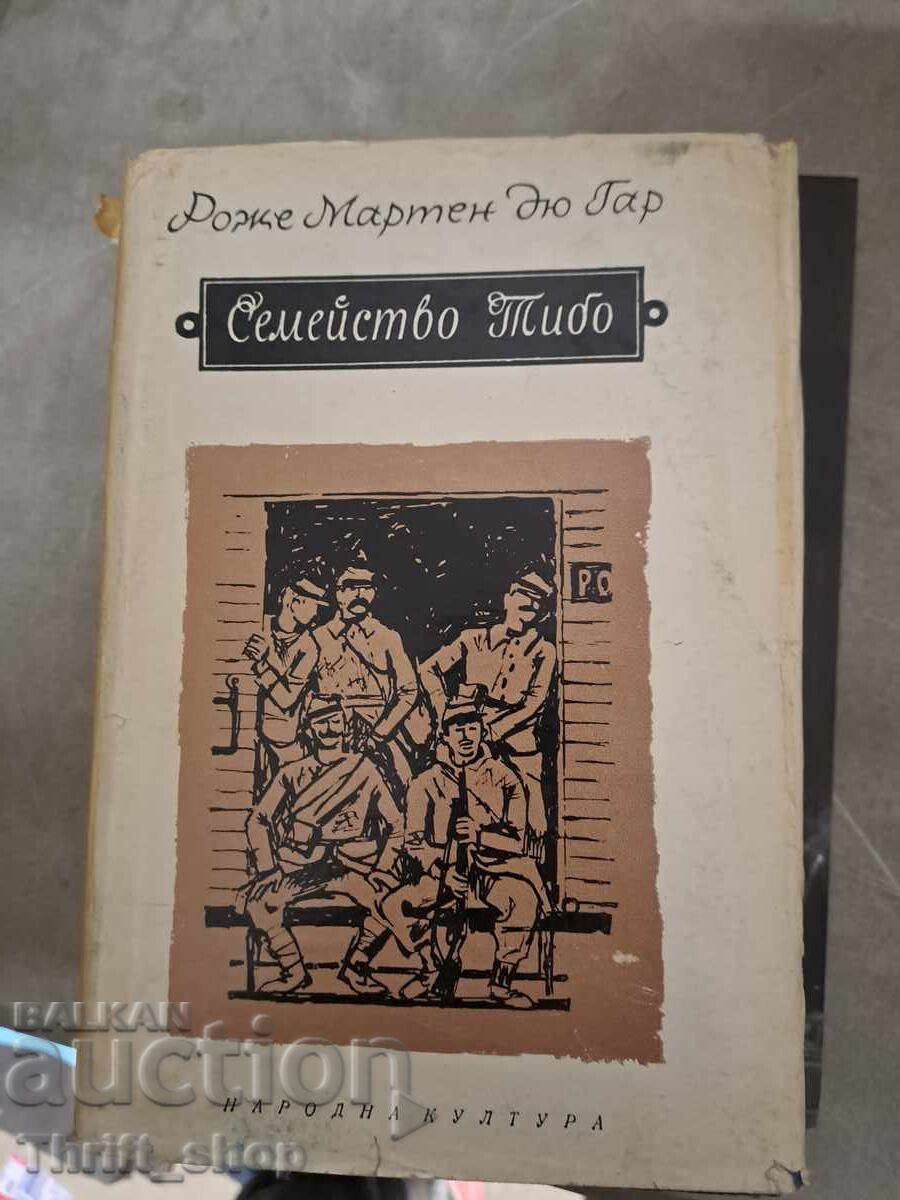 Роже Мартен дю Гар
Семейство Тибо
РО
НАРОДНА КУЛТУРА
BALKAN
auction
Thrift_shop